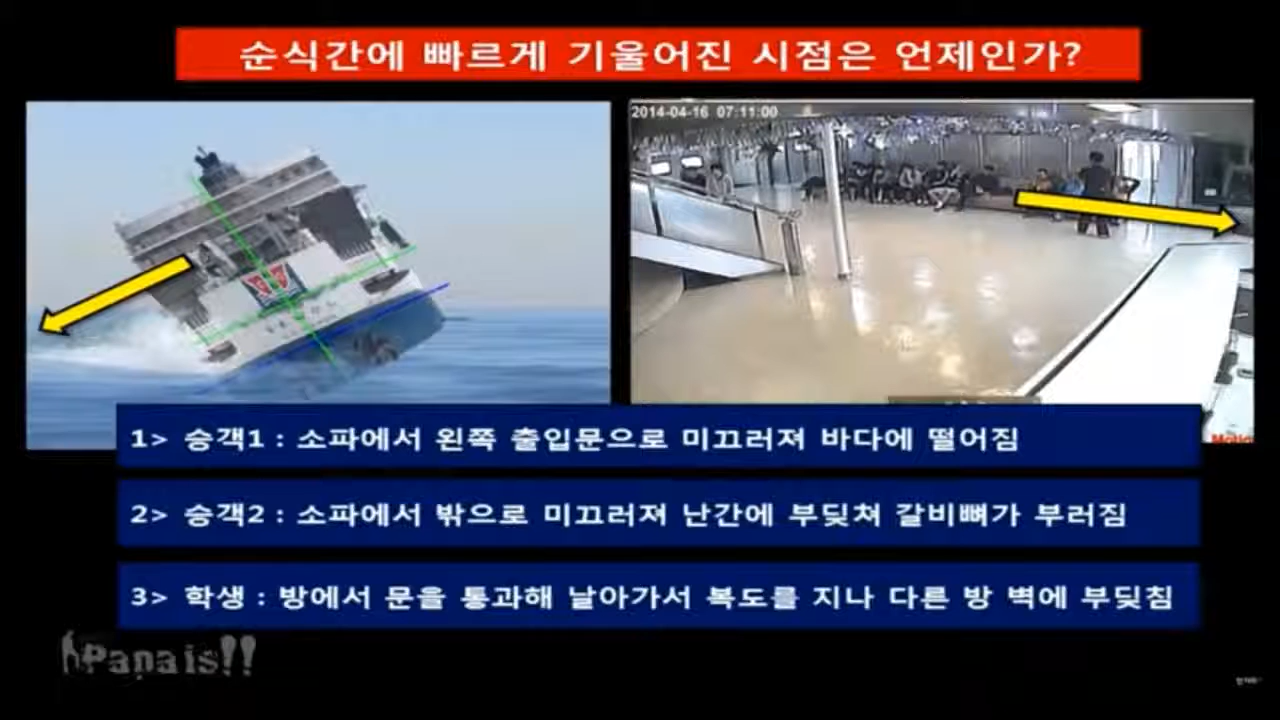 순식간에 빠르게 기울어진 시점은 언제인가?
2014-04-16 07:11:00
1> 승객1 : 소파에서 왼쪽 출입문으로 미끄러져 바다에 떨어짐
2> 승객2 : 소파에서 밖으로 미끄러져 난간에 부딪쳐 갈비뼈가 부러짐
3> 학생 : 방에서 문을 통과해 날아가서 복도를 지나 다른 방 벽에 부딪침
Panais!!